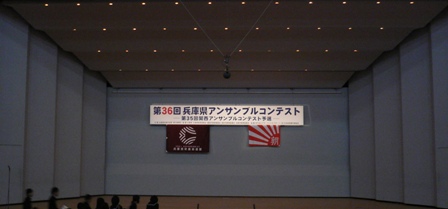 第36回 兵庫県アンサンブルコンテスト
第35回関西アンサンブルコンテスト予選
朝